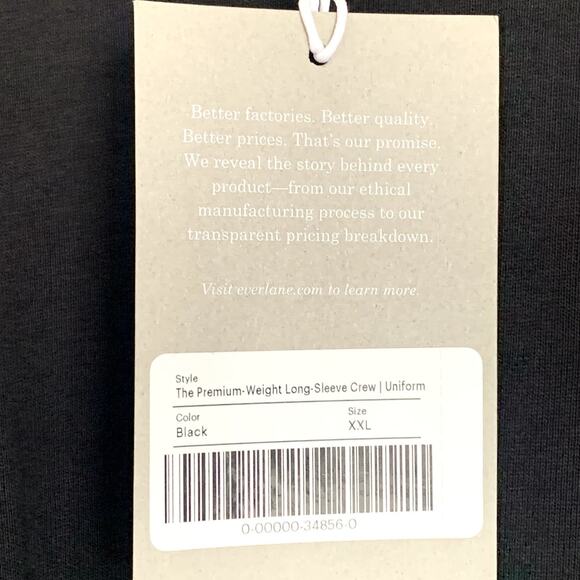 Better factories. Better quality.
Better prices. That's our promise.
We reveal the story behind every
product—from our ethical
manufacturing process to our
transparent pricing breakdown.
Visit everlane.com to learn more.
Style
The Premium-Weight Long-Sleeve Crew | Uniform
Color Size
Black XXL
0-00000-34856-0